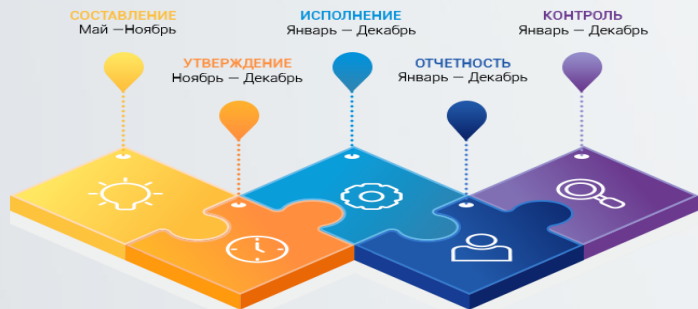 СОСТАВЛЕНИЕ
Май —Ноябрь
УТВЕРЖДЕНИЕ
Ноябрь — Декабрь
ИСПОЛНЕНИЕ
Январь — Декабрь
ОТЧЕТНОСТЬ
Январь — Декабрь
КОНТРОЛЬ
Январь — Декабрь